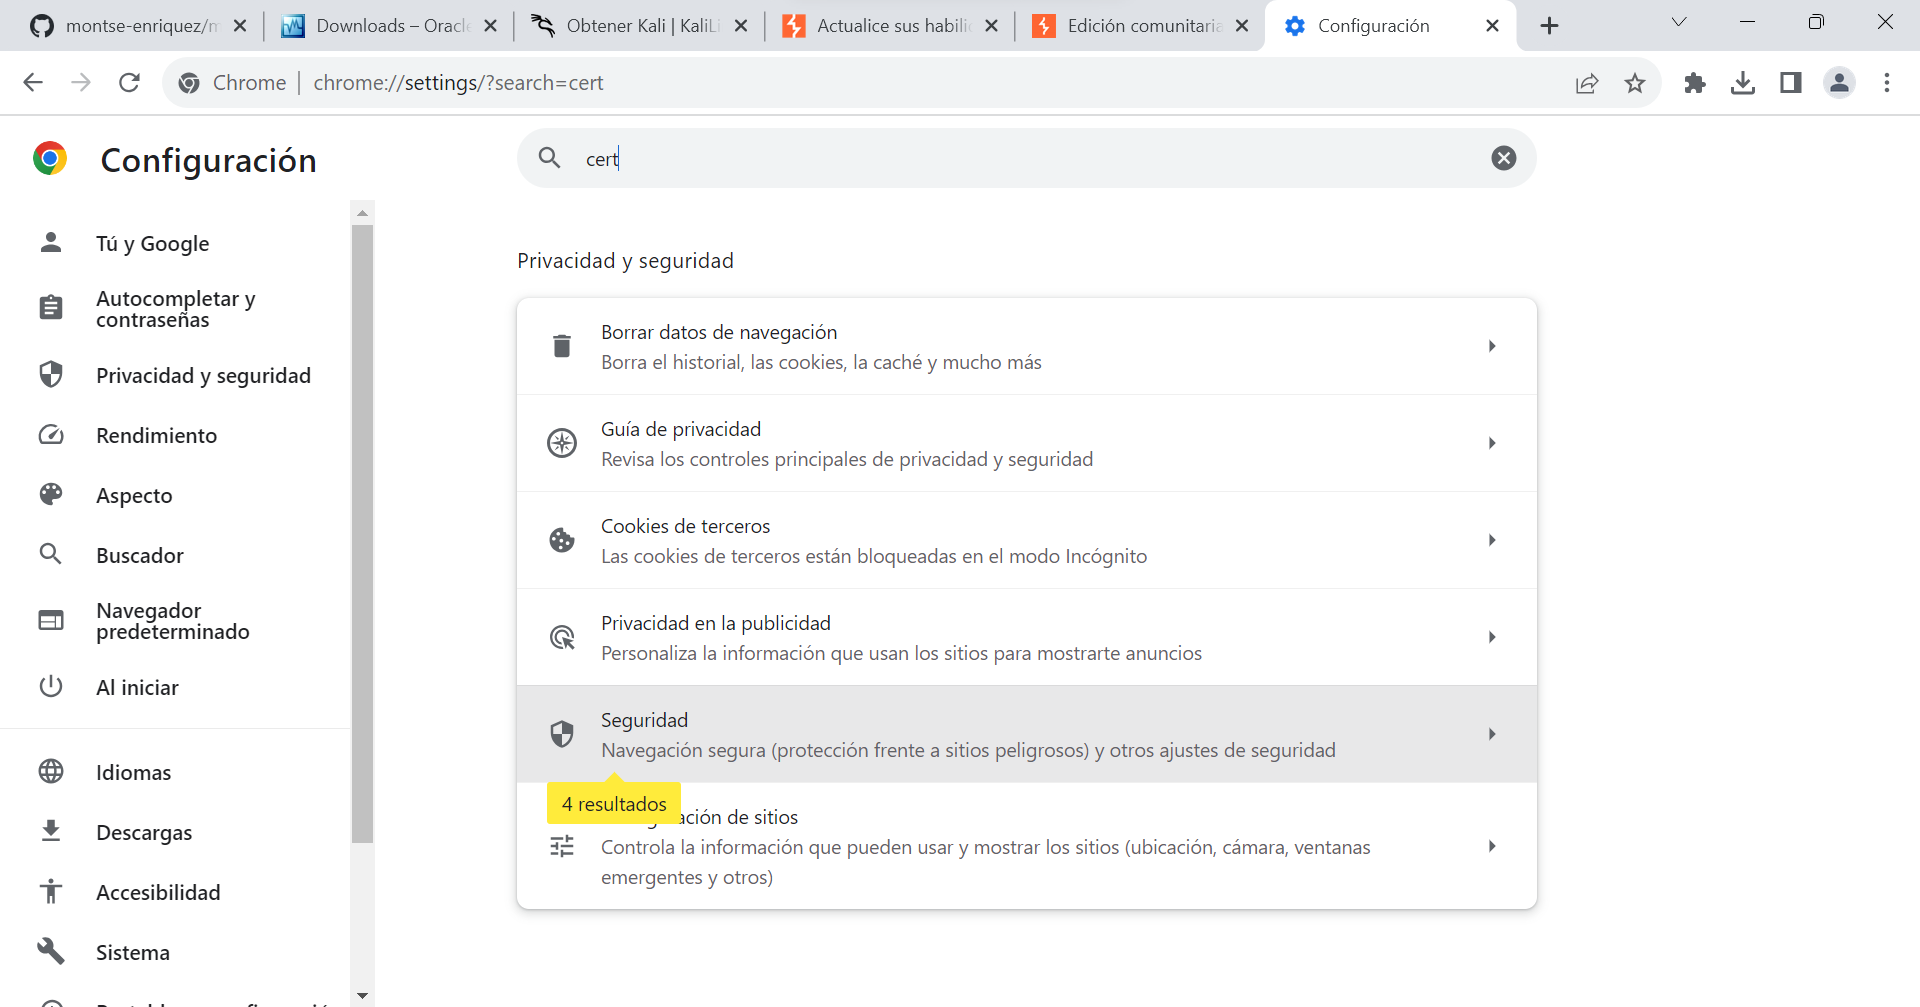 montse-enriquez/m
Downloads – Oracle
Obtener Kali | KaliLi
Actualice sus habilid
Edición comunitaria
Configuración
Chrome
chrome://settings/?search=cert
Configuración
cert
Tú y Google
Autocompletar y
contraseñas
Privacidad y seguridad
Rendimiento
Aspecto
Buscador
Navegador
predeterminado
Al iniciar
Idiomas
Descargas
Accesibilidad
Sistema
Privacidad y seguridad
Borrar datos de navegación
Borra el historial, las cookies, la caché y mucho más
Guía de privacidad
Revisa los controles principales de privacidad y seguridad
Cookies de terceros
Las cookies de terceros están bloqueadas en el modo Incógnito
Privacidad en la publicidad
Personaliza la información que usan los sitios para mostrarte anuncios
Seguridad
Navegación segura (protección frente a sitios peligrosos) y otros ajustes de seguridad
4 resultados
ación de sitios
Controla la información que pueden usar y mostrar los sitios (ubicación, cámara, ventanas
emergentes y otros)